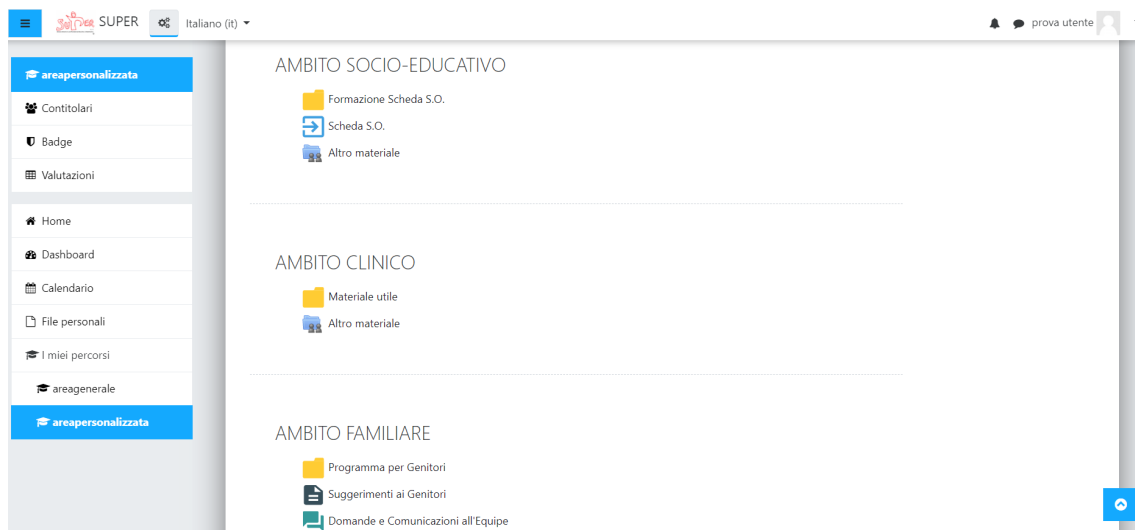 SUPER
Italiano (it)
prova utente
areapersonalizzata
Contitolari
Badge
Valutazioni
Home
Dashboard
Calendario
File personali
I miei percorsi
areagenerale
areapersonalizzata
AMBITO SOCIO-EDUCATIVO
Formazione Scheda S.O.
Scheda S.O.
Altro materiale
AMBITO CLINICO
Materiale utile
Altro materiale
AMBITO FAMILIARE
Programma per Genitori
Suggerimenti ai Genitori
Domande e Comunicazioni all'Equipe